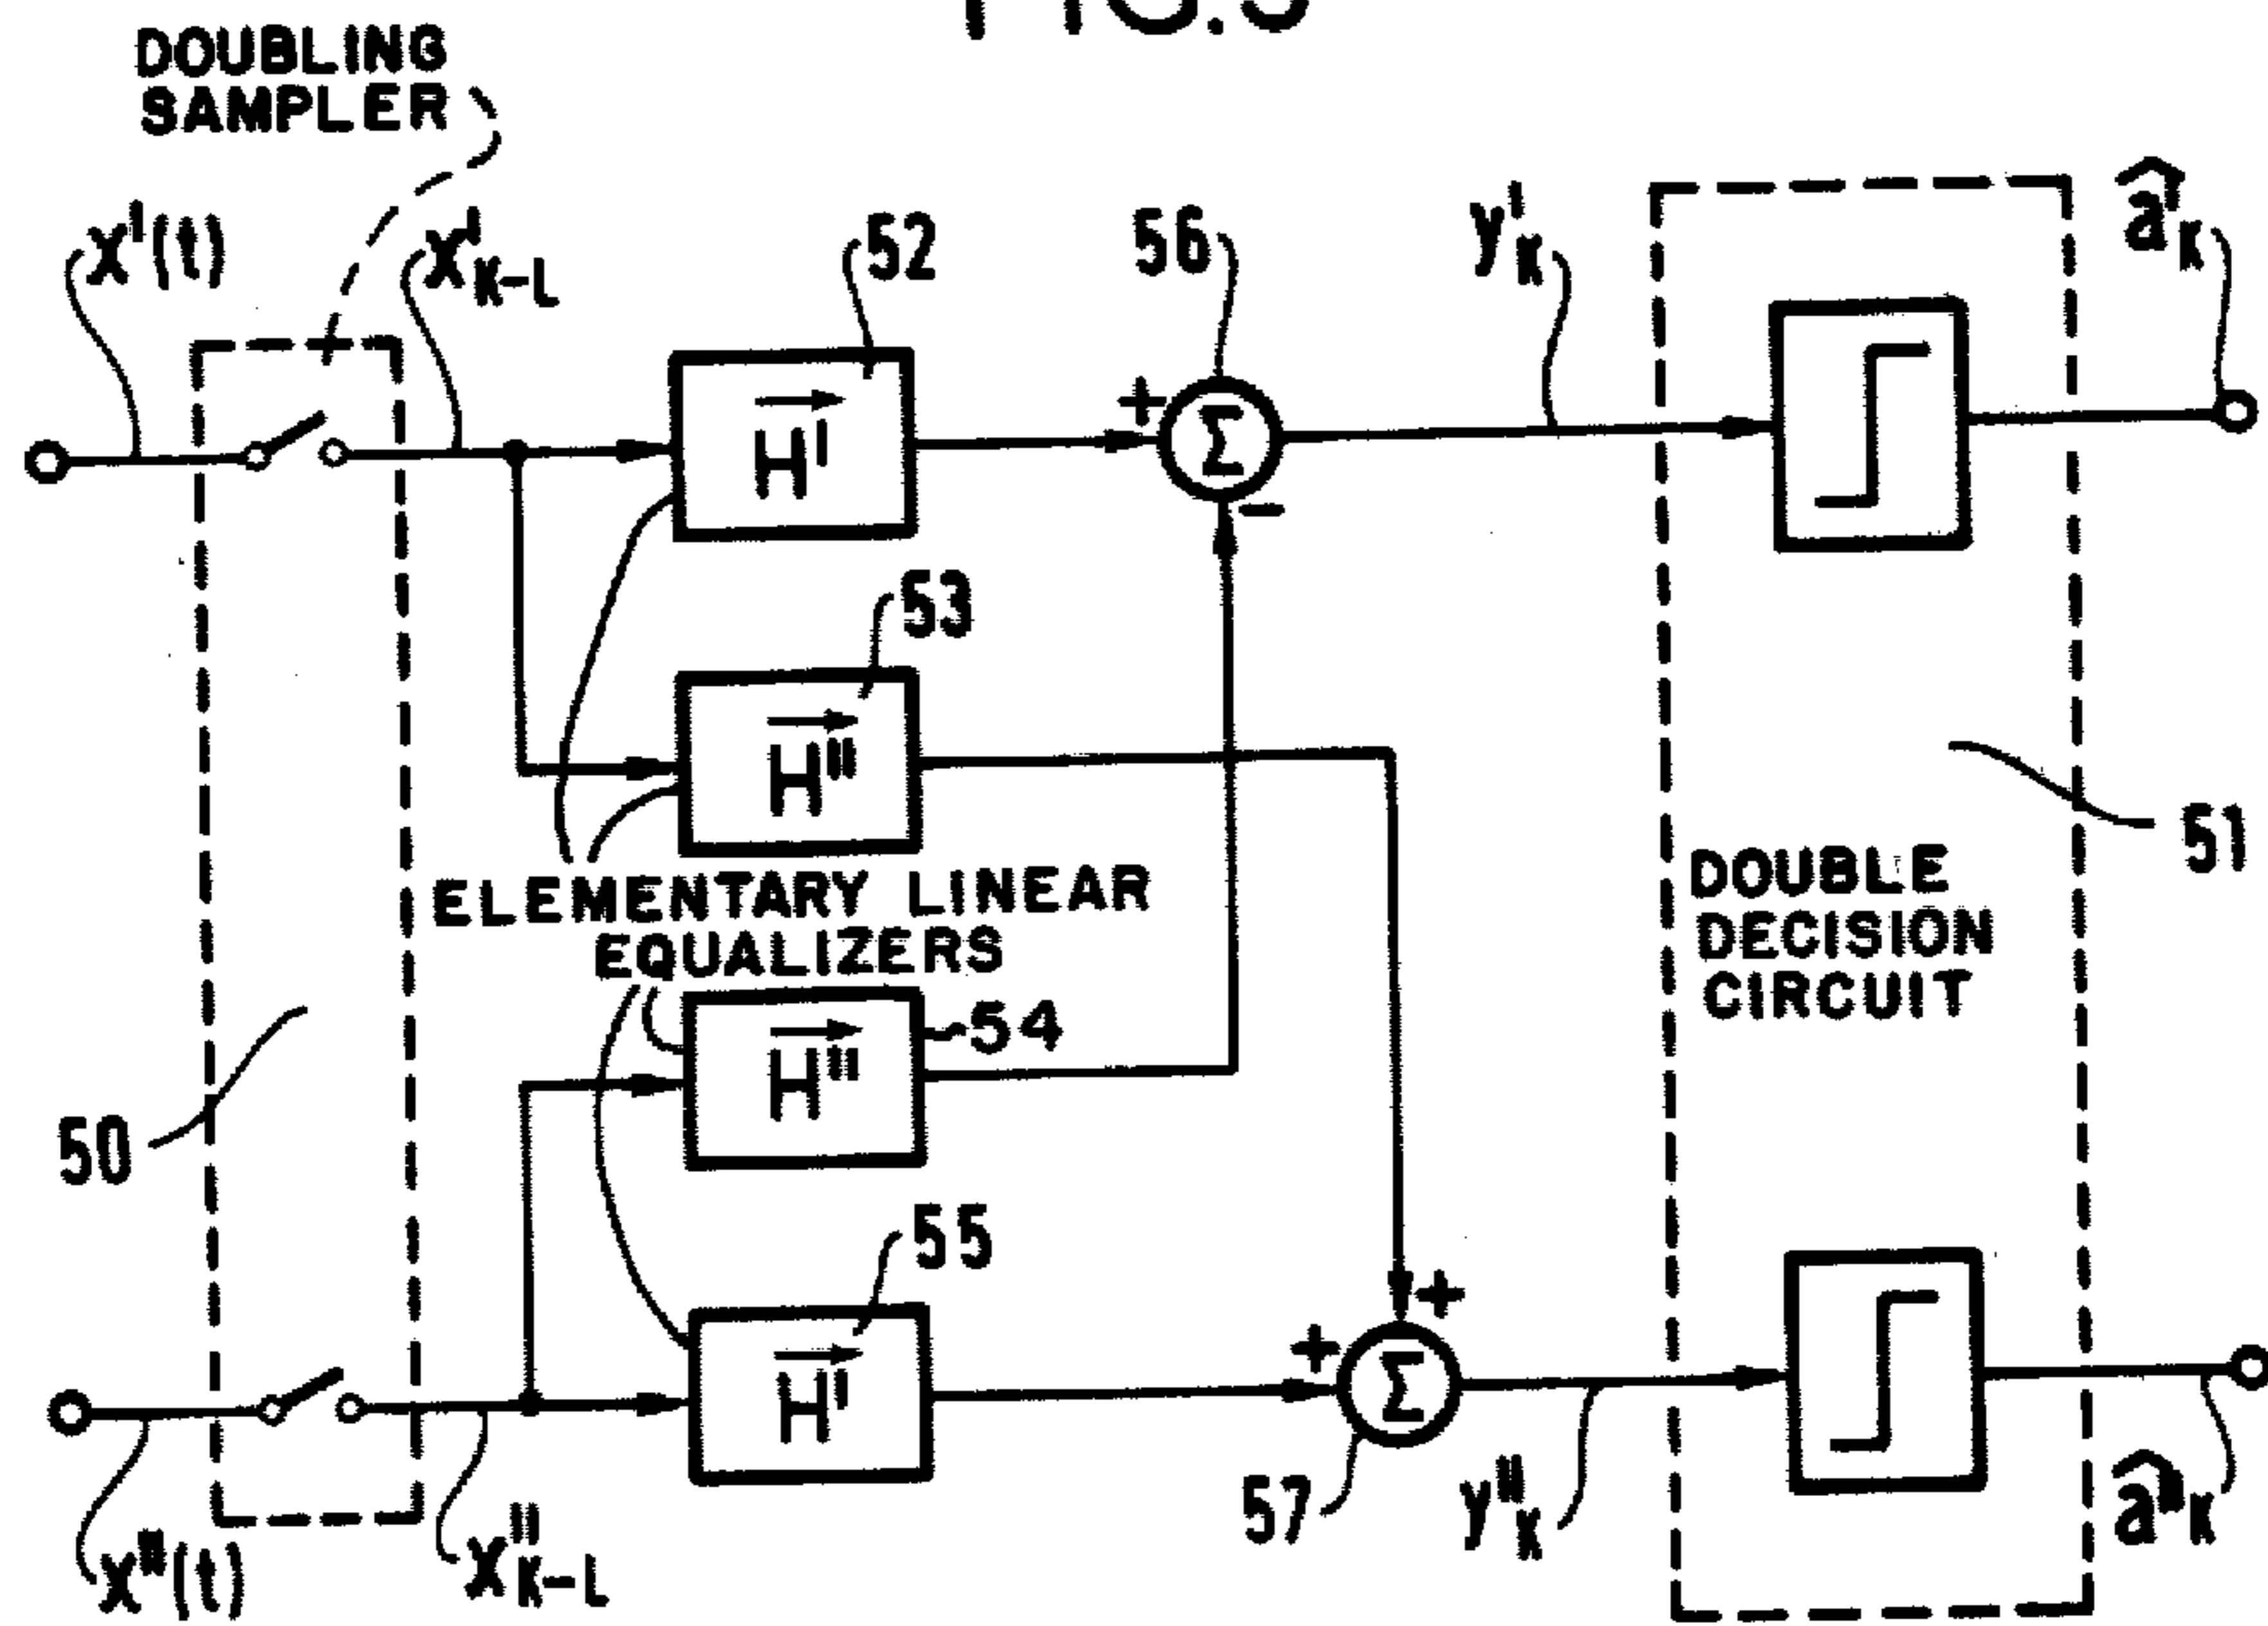 DOUBLING
SAMPLER
x'(t)
x'K-L
52
56
y'K
â'K
H'
+
Σ
-
53
H"
ELEMENTARY LINEAR
EQUALIZERS
DOUBLE
DECISION
CIRCUIT
51
54
H"
50
55
H'
+
+
Σ
57
y"K
â"K
x"(t)
x"K-L